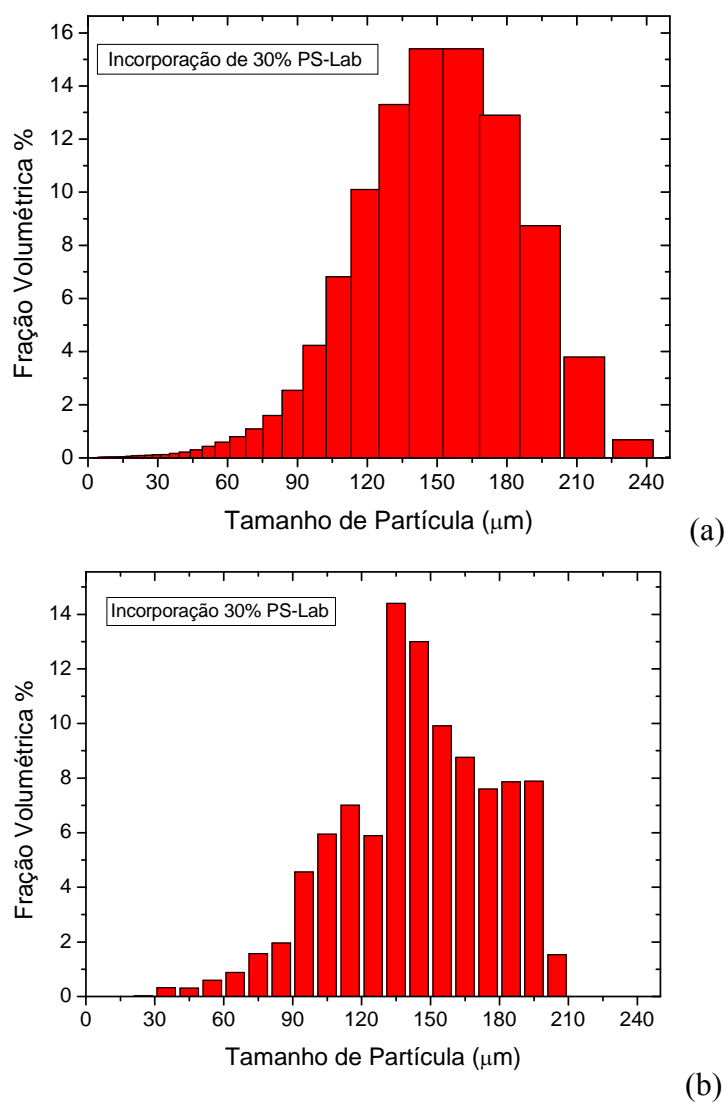 16
14
12
10
8
6
4
2
0
Fração Volumétrica %
Incorporação de 30% PS-Lab
0 30 60 90 120 150 180 210 240
Tamanho de Partícula (μm)
(a)
14
12
10
8
6
4
2
0
Fração Volumétrica %
Incorporação 30% PS-Lab
0 30 60 90 120 150 180 210 240
Tamanho de Partícula (μm)
(b)